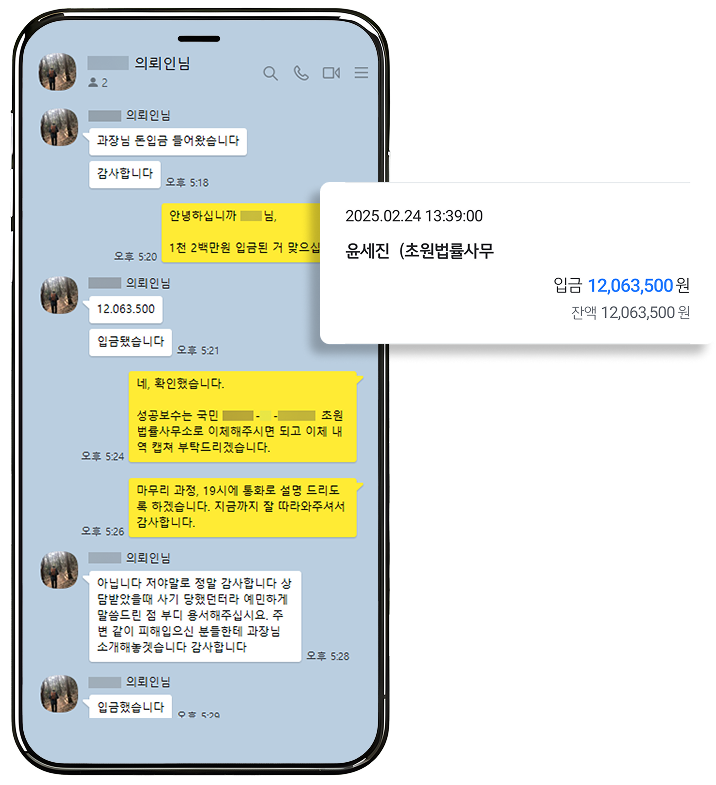 의뢰인님
2
의뢰인님
과장님 돈입금 들어왔습니다
감사합니다
오후 5:18
안녕하십니까 님,
1천 2백만원 입금된 거 맞으십
오후 5:20
2025.02.24 13:39:00
윤세진 (초원법률사무
입금 12,063,500원
잔액 12,063,500 원
의뢰인님
12.063.500
입금됐습니다
오후 5:21
네, 확인했습니다.
성공보수는 국민 - - 초원
법률사무소로 이체해주시면 되고 이제 내
역 캡쳐 부탁드리겠습니다.
오후 5:24
마무리 과정, 19시에 통화로 설명 드리도
록 하겠습니다. 지금까지 잘 따라와주셔서
감사합니다.
오후 5:26
의뢰인님
아닙니다 저야말로 정말 감사합니다 상
담받았을때 사기 당했던터라 예민하게
말씀드린 점 부디 용서해주십시요. 주
변 같이 피해입으신 분들한테 과장님
소개해놓겟습니다 감사합니다
오후 5:28
의뢰인님
입금했습니다
오후 5:29